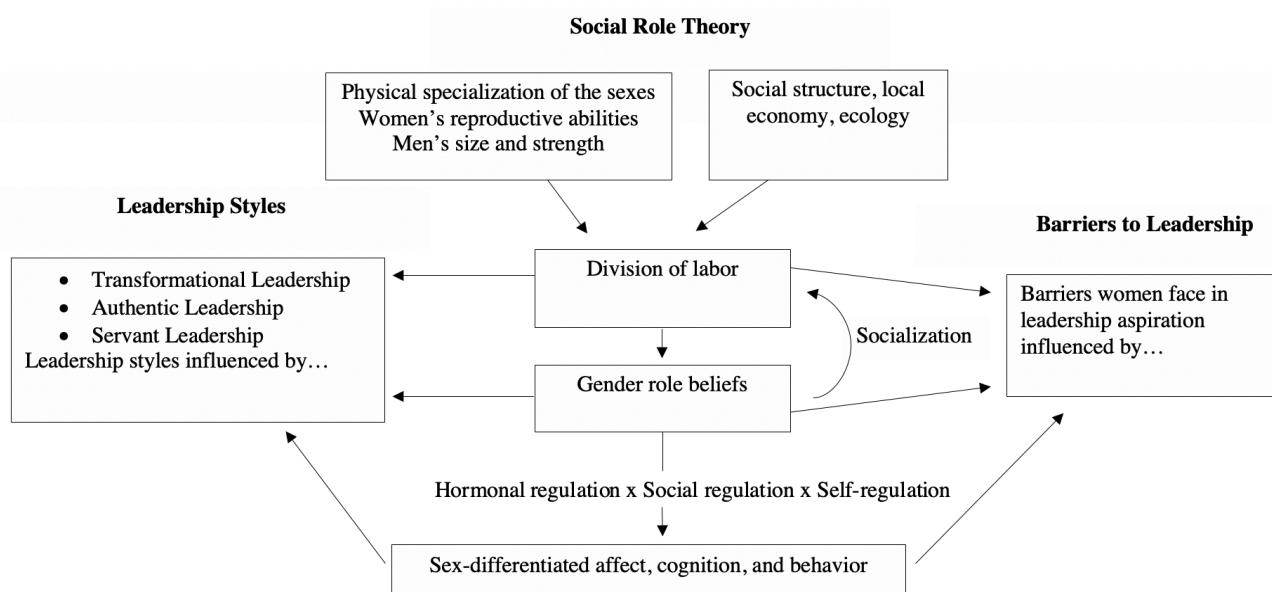 Social Role Theory
Physical specialization of the sexes
Women’s reproductive abilities
Men’s size and strength
Social structure, local
economy, ecology
Leadership Styles
Barriers to Leadership
• Transformational Leadership
• Authentic Leadership
• Servant Leadership
Leadership styles influenced by…
Division of labor
Barriers women face in
leadership aspiration
influenced by…
Socialization
Gender role beliefs
Hormonal regulation x Social regulation x Self-regulation
Sex-differentiated affect, cognition, and behavior